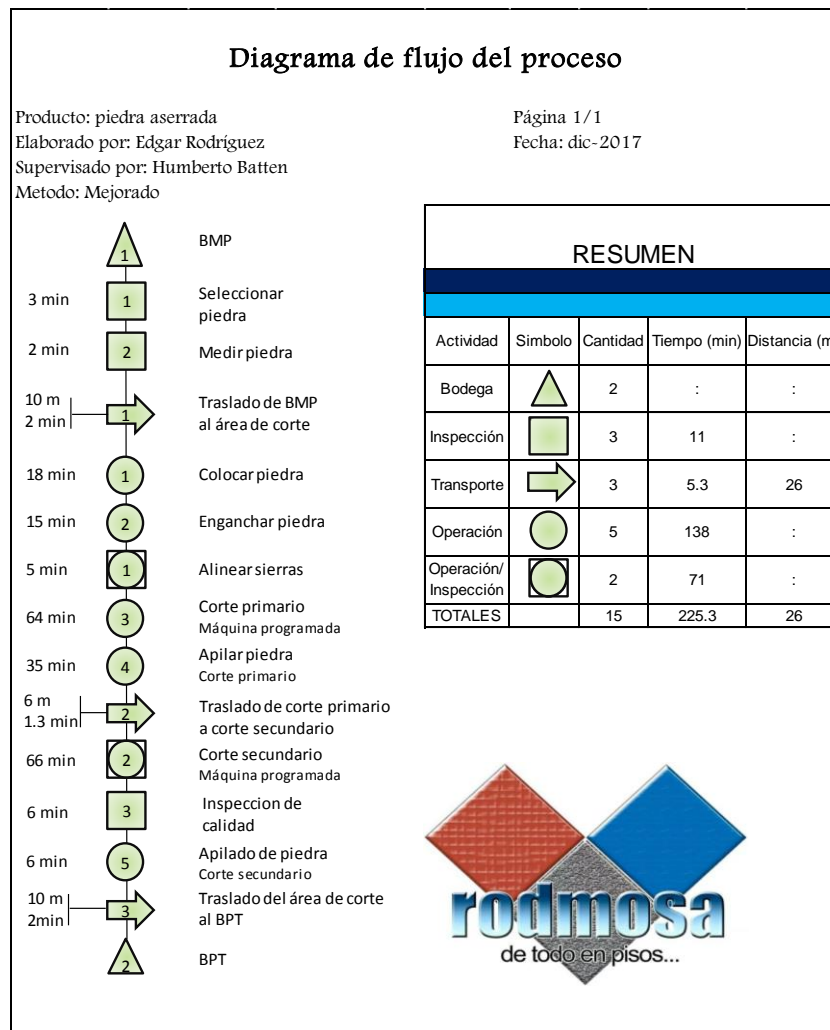 Diagrama de flujo del proceso
Producto: piedra aserrada
Página 1/1
Elaborado por: Edgar Rodríguez
Fecha: dic-2017
Supervisado por: Humberto Batten
Metodo: Mejorado
1
BMP
3 min
1
Seleccionar
piedra
2 min
2
Medir piedra
10 m
2 min
1
Traslado de BMP
al área de corte
18 min
1
Colocar piedra
15 min
2
Enganchar piedra
5 min
1
Alinear sierras
64 min
3
Corte primario
Máquina programada
35 min
4
Apilar piedra
Corte primario
6 m
1.3 min
2
Traslado de corte primario
a corte secundario
66 min
2
Corte secundario
Máquina programada
6 min
3
Inspeccion de
calidad
6 min
5
Apilado de piedra
Corte secundario
10 m
2min
3
Traslado del área de corte
al BPT
2
BPT
RESUMEN
Actividad Simbolo Cantidad Tiempo (min) Distancia (m
Bodega 2 : :
Inspección 3 11 :
Transporte 3 5.3 26
Operación 5 138 :
Operación/
Inspección 2 71 :
TOTALES 15 225.3 26
rodmosa
de todo en pisos...